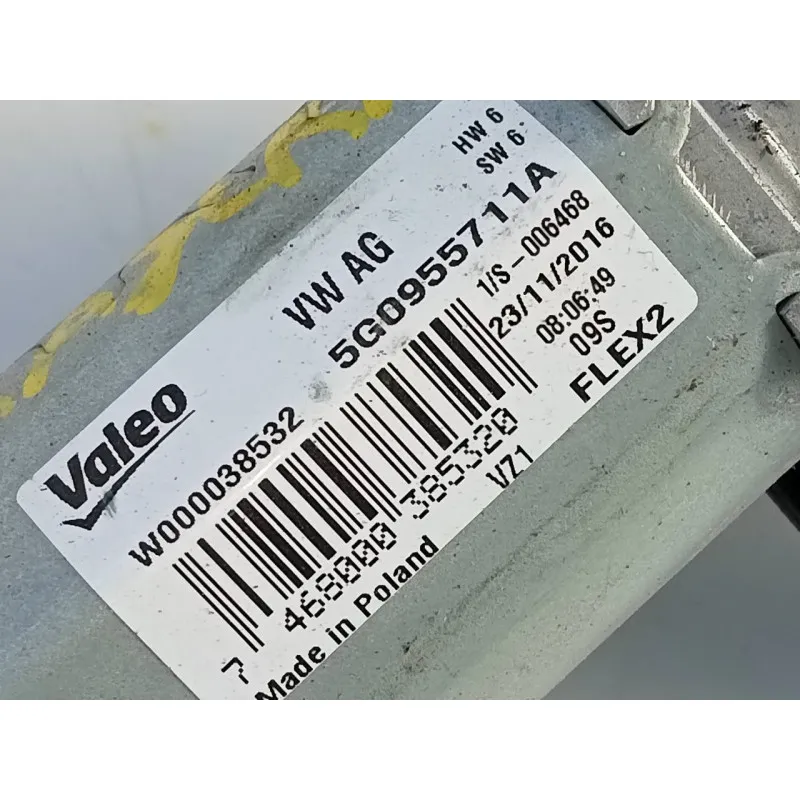 HW 6
SW 6
VW AG
5G0955711A
1/S-006468
23/11/2016
08:06:49
09S
FLEX2
Valeo
W000038532
7 468000 385320
VZ1
Made in Poland